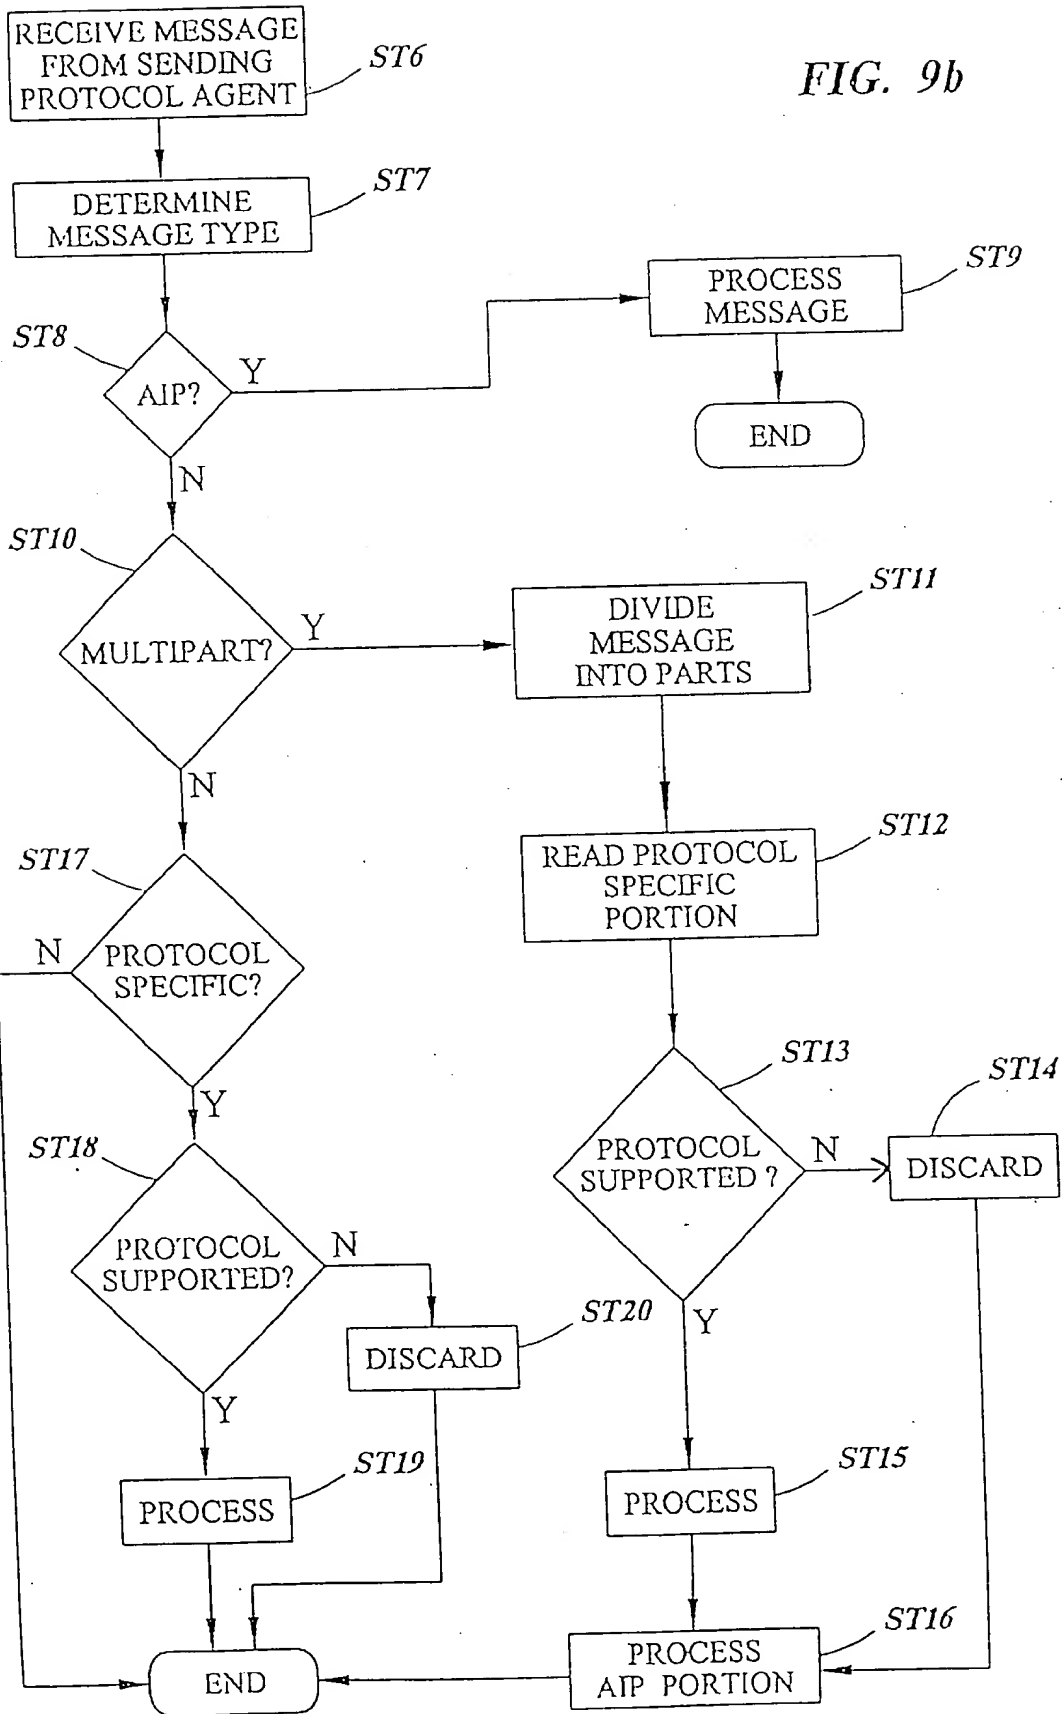 RECEIVE MESSAGE
FROM SENDING
PROTOCOL AGENT
ST6
FIG. 9b
DETERMINE
MESSAGE TYPE
ST7
ST8
AIP?
Y
N
PROCESS
MESSAGE
ST9
END
ST10
MULTIPART?
Y
N
DIVIDE
MESSAGE
INTO PARTS
ST11
READ PROTOCOL
SPECIFIC
PORTION
ST12
ST17
PROTOCOL
SPECIFIC?
N
Y
ST13
PROTOCOL
SUPPORTED ?
N
Y
ST14
DISCARD
ST18
PROTOCOL
SUPPORTED?
N
Y
ST20
DISCARD
ST19
PROCESS
ST15
PROCESS
ST16
PROCESS
AIP PORTION
END